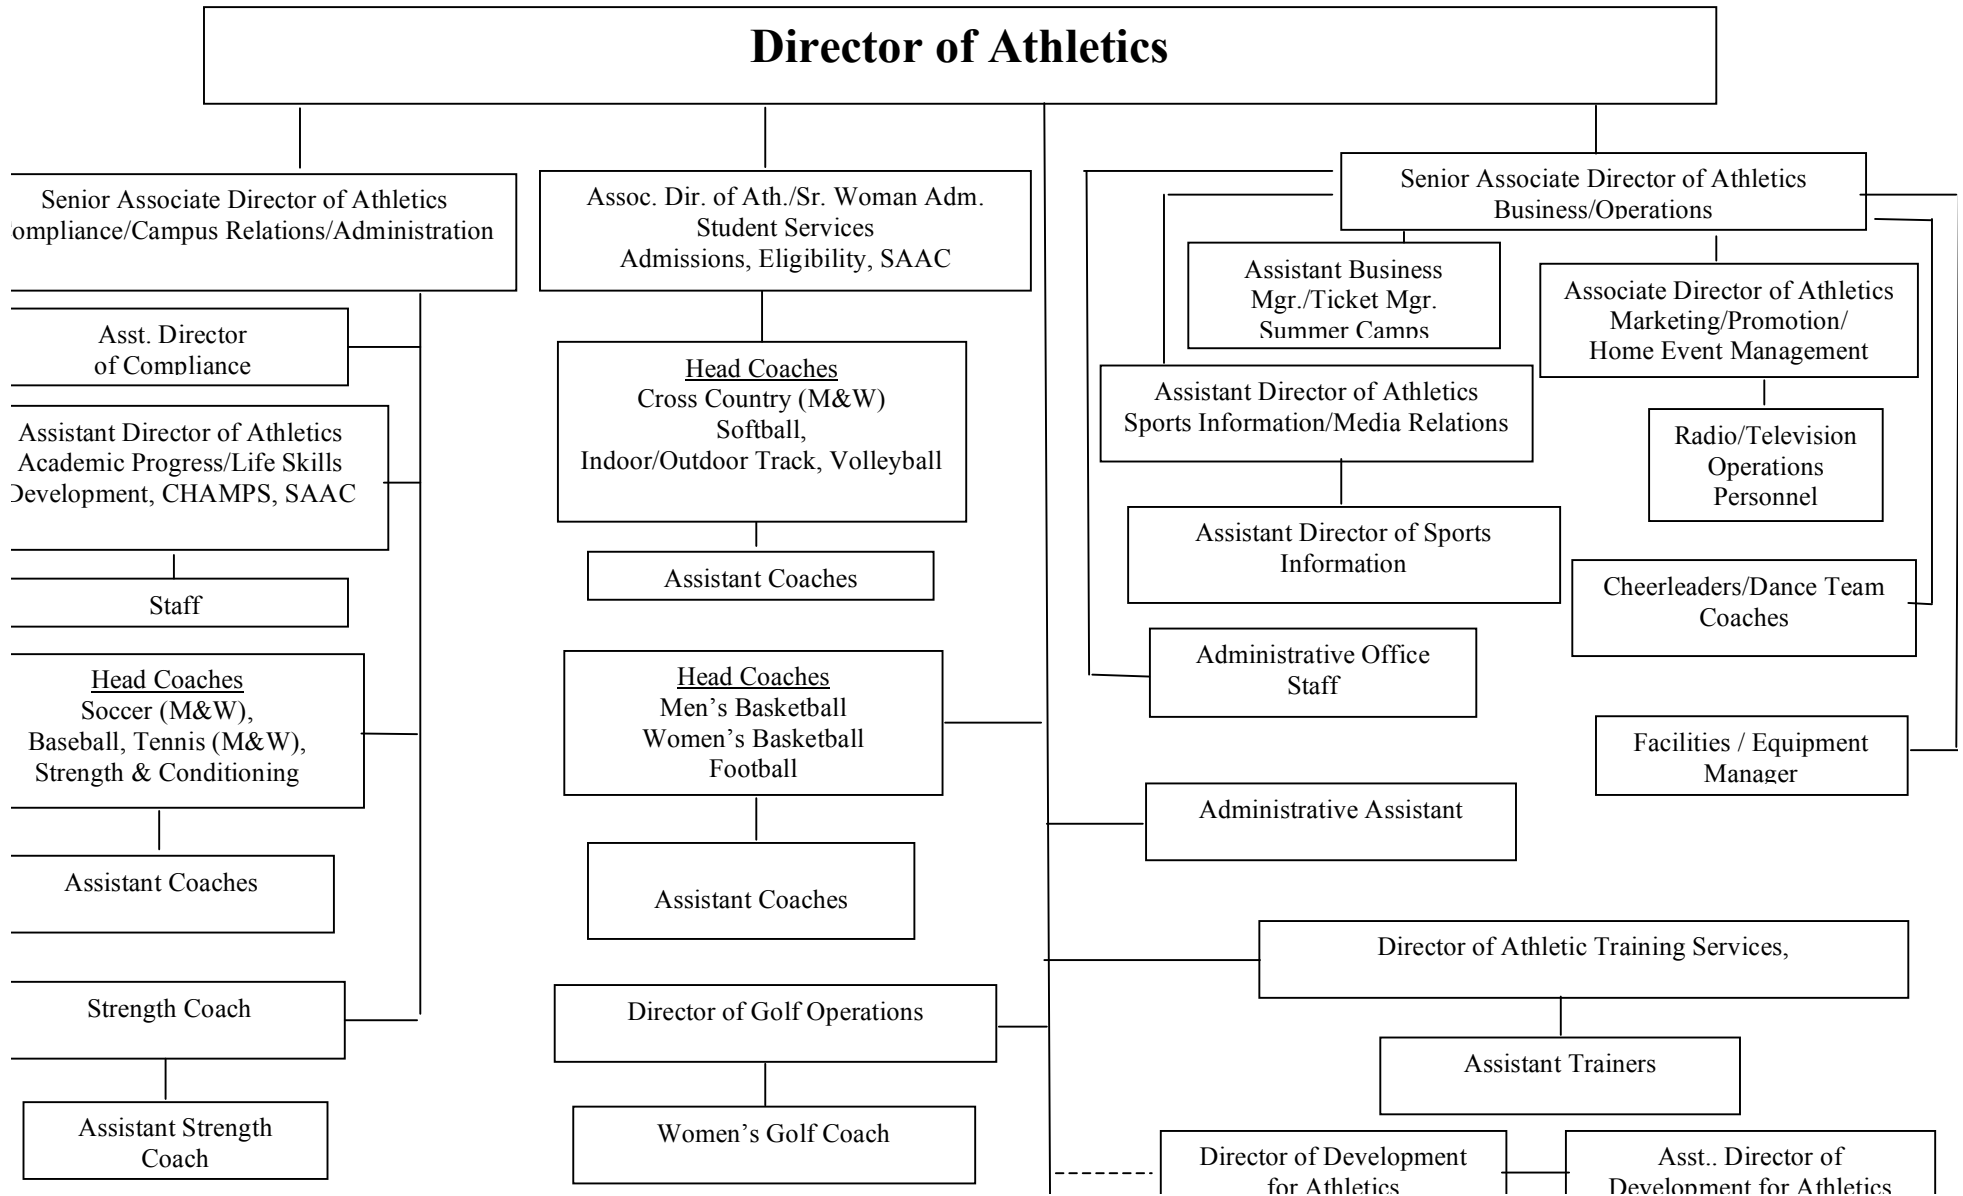 Director of Athletics
Senior Associate Director of Athletics
ompliance/Campus Relations/Administration
Asst. Director
of Compliance
Assistant Director of Athletics
Academic Progress/Life Skills
Development, CHAMPS, SAAC
Staff
Head Coaches
Soccer (M&W),
Baseball, Tennis (M&W),
Strength & Conditioning
Assistant Coaches
Strength Coach
Assistant Strength
Coach
Assoc. Dir. of Ath./Sr. Woman Adm.
Student Services
Admissions, Eligibility, SAAC
Head Coaches
Cross Country (M&W)
Softball,
Indoor/Outdoor Track, Volleyball
Assistant Coaches
Head Coaches
Men’s Basketball
Women’s Basketball
Football
Assistant Coaches
Director of Golf Operations
Women’s Golf Coach
Senior Associate Director of Athletics
Business/Operations
Assistant Business
Mgr./Ticket Mgr.
Summer Camps
Associate Director of Athletics
Marketing/Promotion/
Home Event Management
Assistant Director of Athletics
Sports Information/Media Relations
Radio/Television
Operations
Personnel
Assistant Director of Sports
Information
Cheerleaders/Dance Team
Coaches
Administrative Office
Staff
Facilities / Equipment
Manager
Administrative Assistant
Director of Athletic Training Services,
Assistant Trainers
Director of Development
for Athletics
Asst.. Director of
Development for Athletics